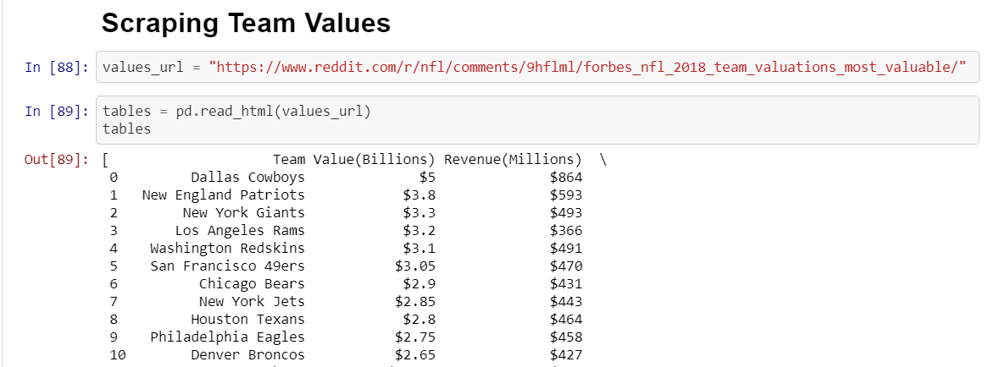 Scraping Team Values
In [88]: values_url = "https://www.reddit.com/r/nfl/comments/9hflml/forbes_nfl_2018_team_valuations_most_valuable/"
In [89]: tables = pd.read_html(values_url)
tables
Out[89]: [ Team Value(Billions) Revenue(Millions) \
0 Dallas Cowboys $5 $864
1 New England Patriots $3.8 $593
2 New York Giants $3.3 $493
3 Los Angeles Rams $3.2 $366
4 Washington Redskins $3.1 $491
5 San Francisco 49ers $3.05 $470
6 Chicago Bears $2.9 $431
7 New York Jets $2.85 $443
8 Houston Texans $2.8 $464
9 Philadelphia Eagles $2.75 $458
10 Denver Broncos $2.65 $427